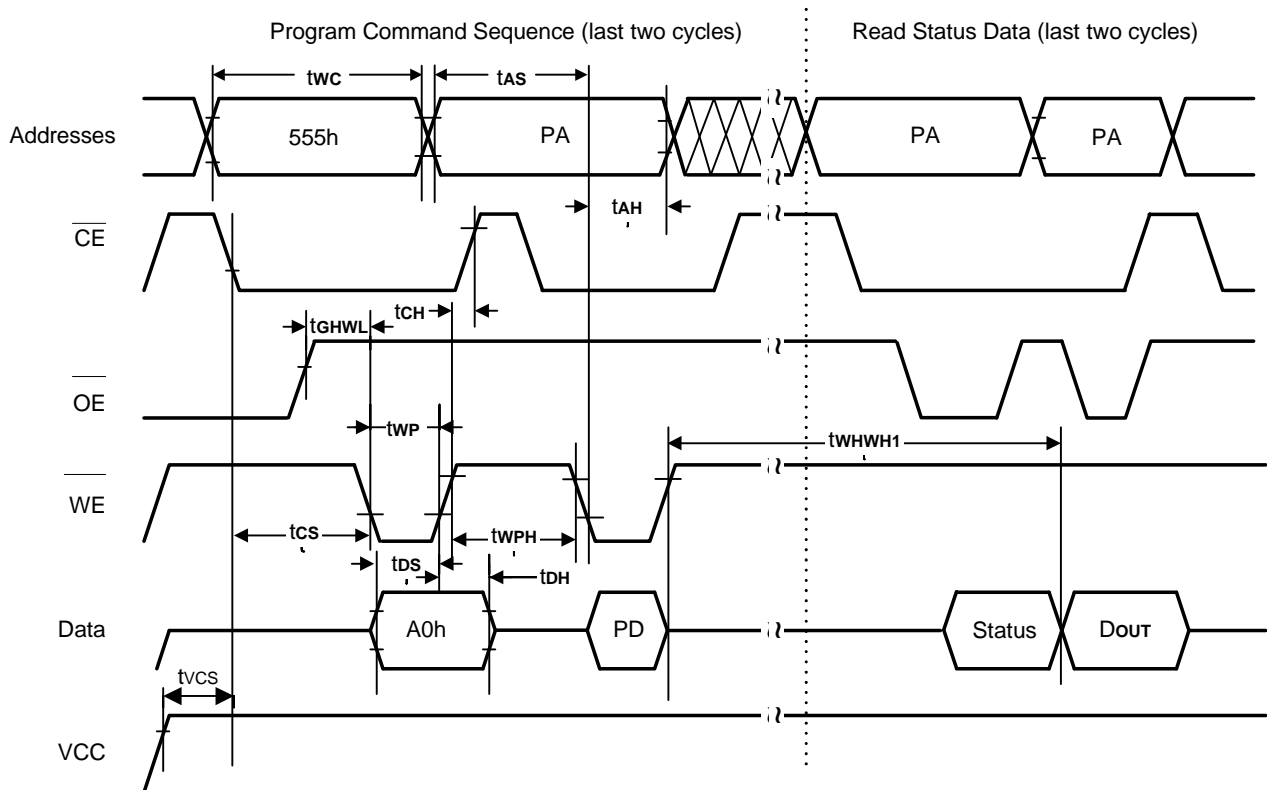 Program Command Sequence (last two cycles) Read Status Data (last two cycles)
tWC tAS
Addresses 555h PA PA PA
tAH
CE
tCH
tGHWL
OE
tWP tWHWH1
WE
tCS tWPH
tDS tDH
Data A0h PD Status DOUT
tVCS
VCC